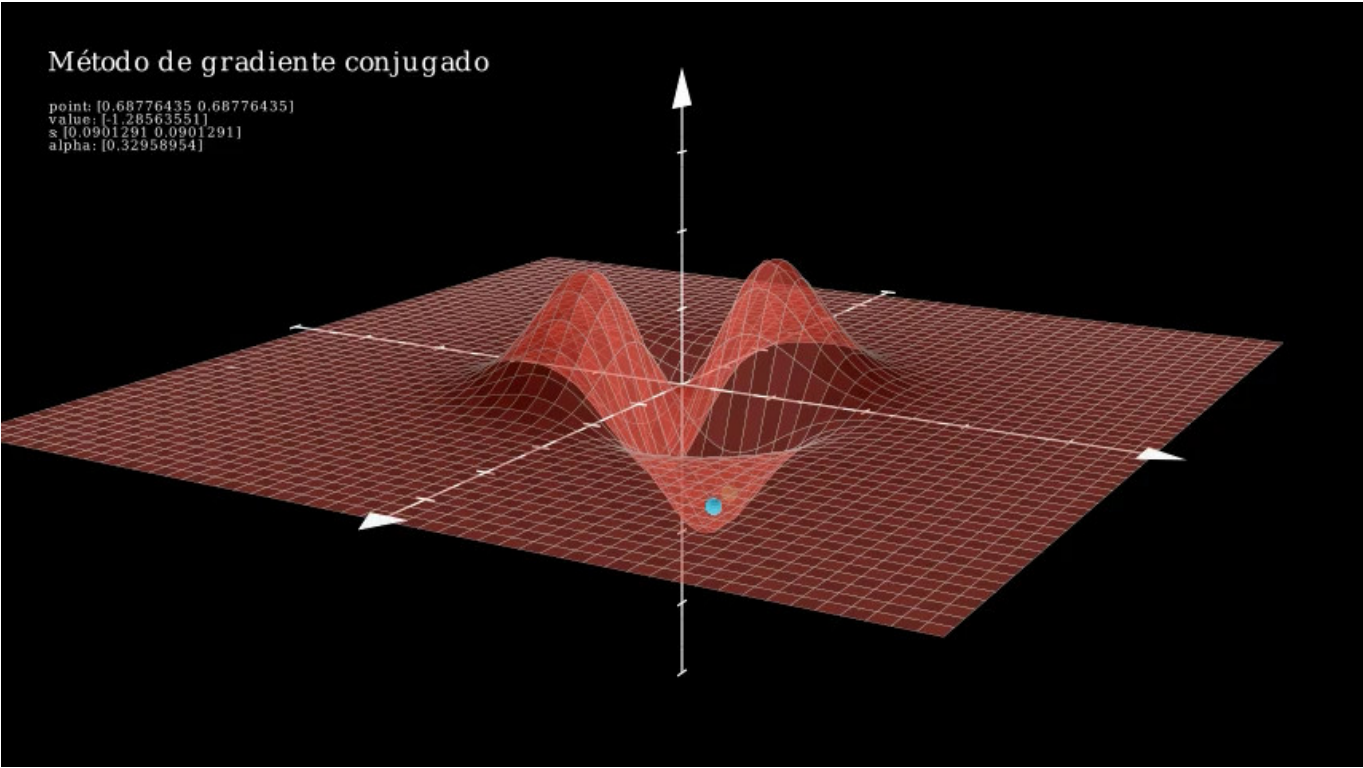 Método de gradiente conjugado
point: [0.68776435 0.68776435]
value: [-1.28563551]
s: [0.0901291 0.0901291]
alpha: [0.32958954]